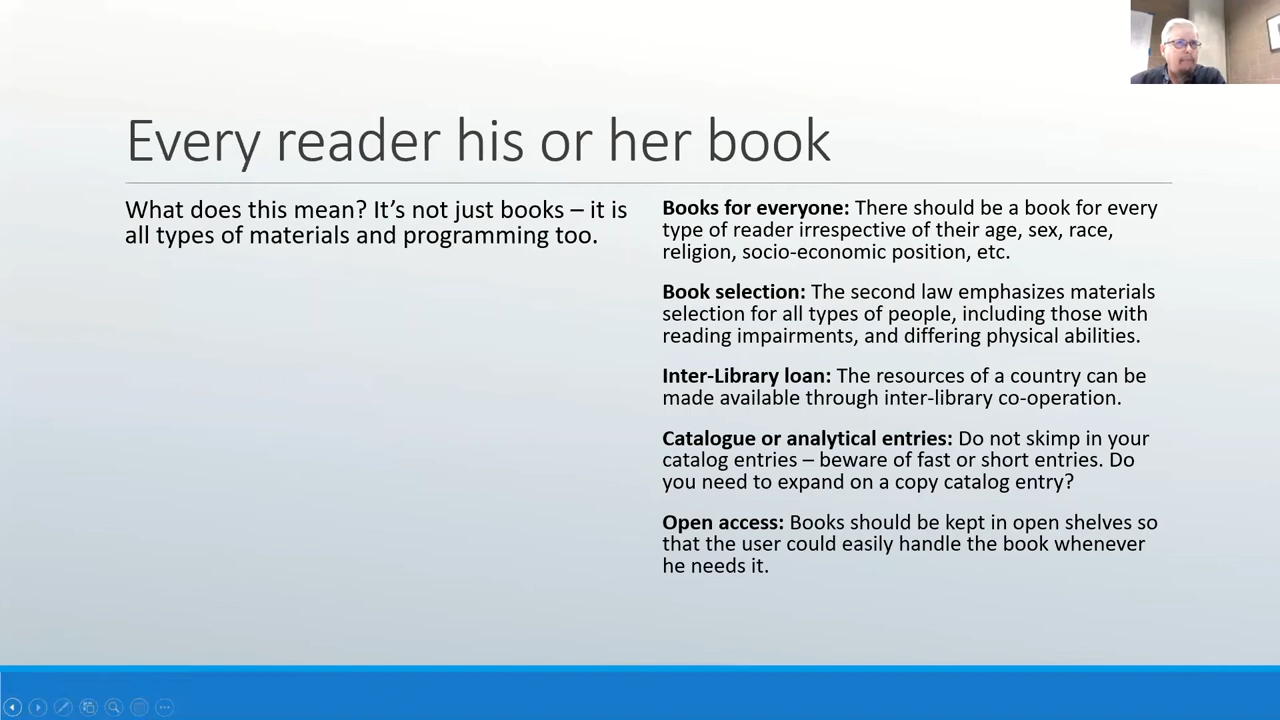 Every reader his or her book
What does this mean? It’s not just books – it is
all types of materials and programming too.
Books for everyone: There should be a book for every
type of reader irrespective of their age, sex, race,
religion, socio-economic position, etc.
Book selection: The second law emphasizes materials
selection for all types of people, including those with
reading impairments, and differing physical abilities.
Inter-Library loan: The resources of a country can be
made available through inter-library co-operation.
Catalogue or analytical entries: Do not skimp in your
catalog entries – beware of fast or short entries. Do
you need to expand on a copy catalog entry?
Open access: Books should be kept in open shelves so
that the user could easily handle the book whenever
he needs it.